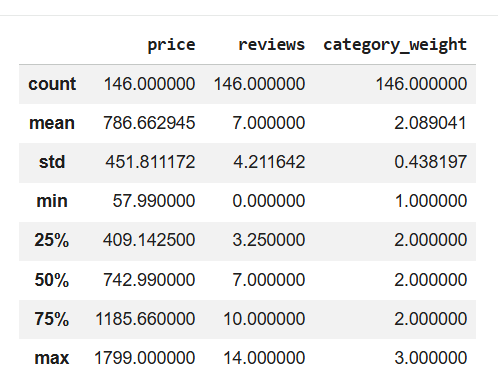 price reviews category_weight
count 146.000000 146.000000 146.000000
mean 786.662945 7.000000 2.089041
std 451.811172 4.211642 0.438197
min 57.990000 0.000000 1.000000
25% 409.142500 3.250000 2.000000
50% 742.990000 7.000000 2.000000
75% 1185.660000 10.000000 2.000000
max 1799.000000 14.000000 3.000000